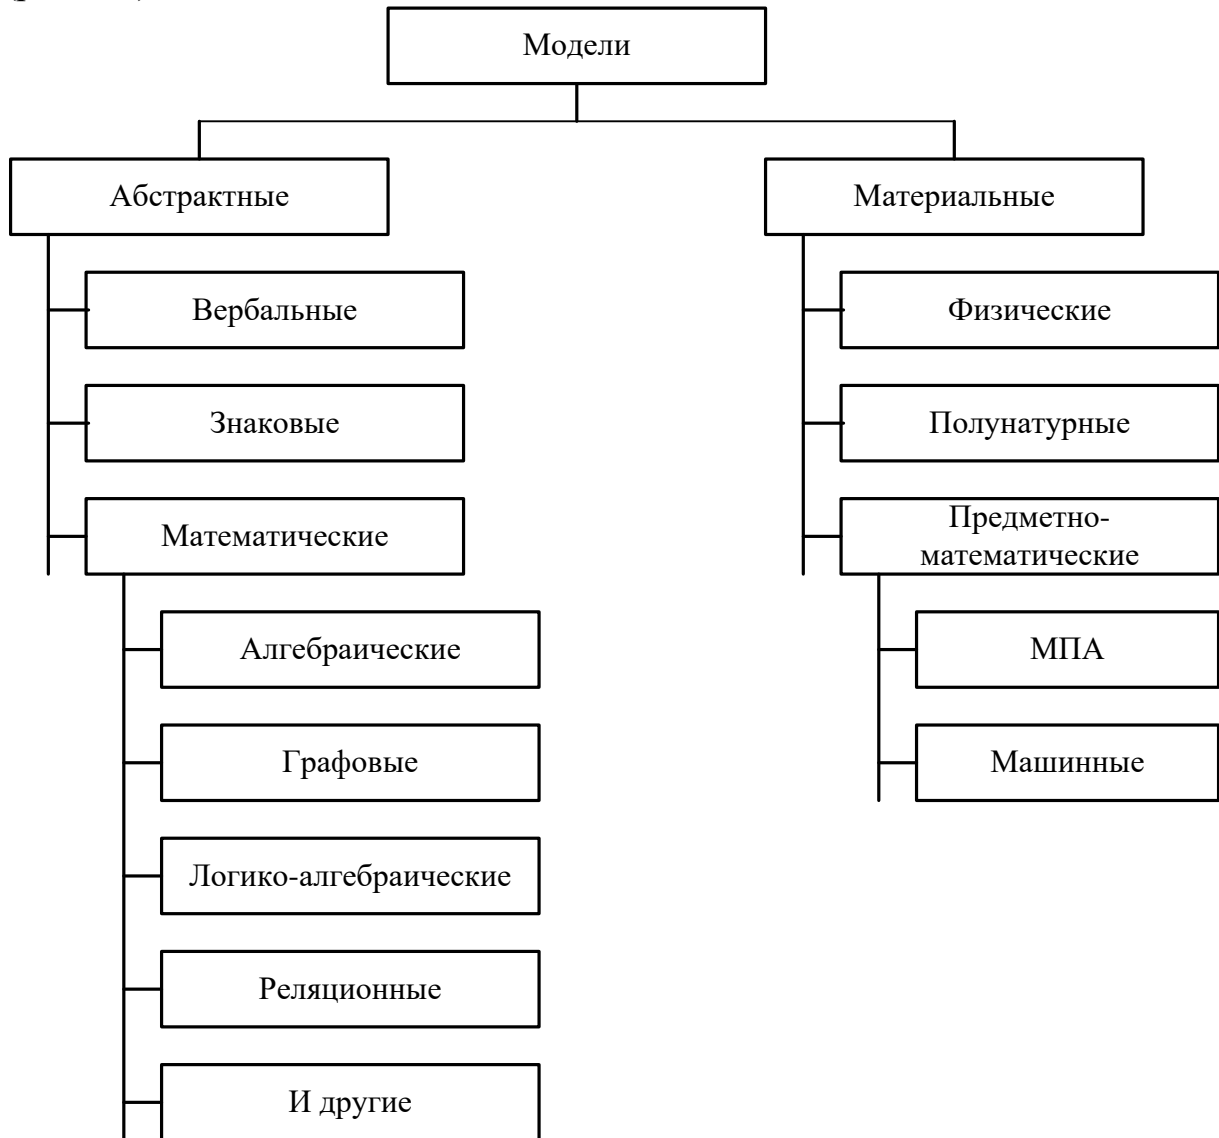 Модели
Абстрактные
Материальные
Вербальные
Физические
Знаковые
Полунатурные
Математические
Предметно-
математические
Алгебраические
МПА
Графовые
Машинные
Логико-алгебраические
Реляционные
И другие